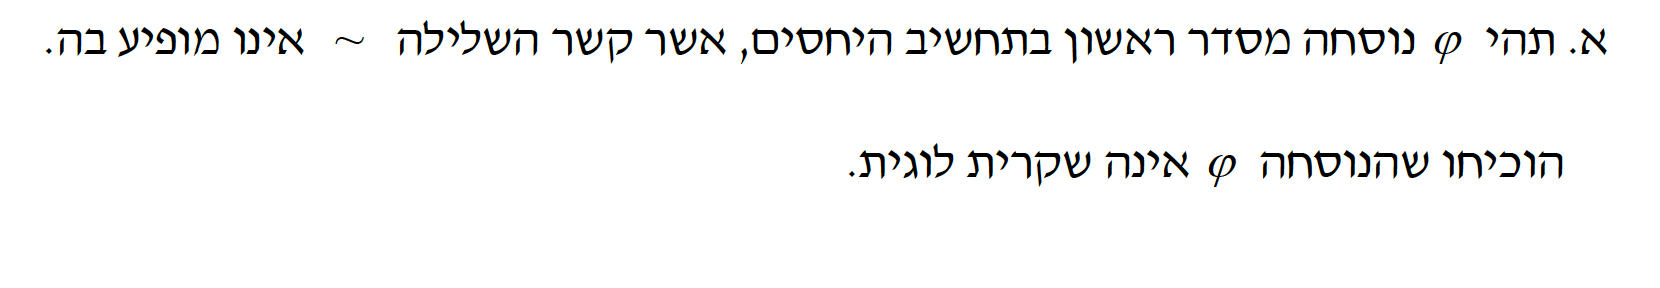 א. תהי φ נוסחה מסדר ראשון בתחשיב היחסים, אשר קשר השלילה ~ אינו מופיע בה.
הוכיחו שהנוסחה φ אינה שקרית לוגית.